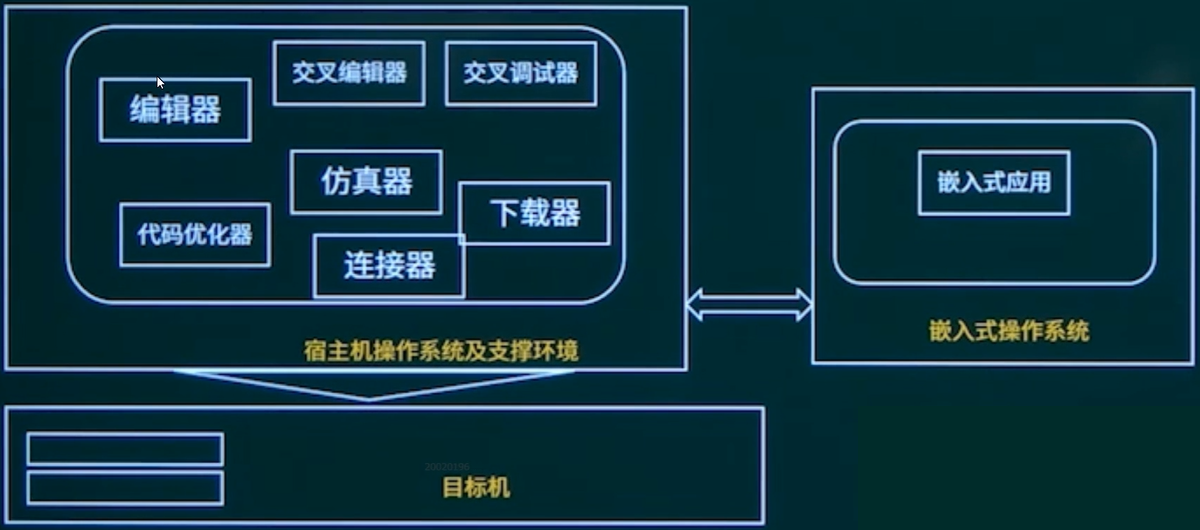 交叉编辑器
交叉调试器
编辑器
仿真器
下载器
代码优化器
连接器
宿主机操作系统及支撑环境
嵌入式应用
嵌入式操作系统
20020196
目标机